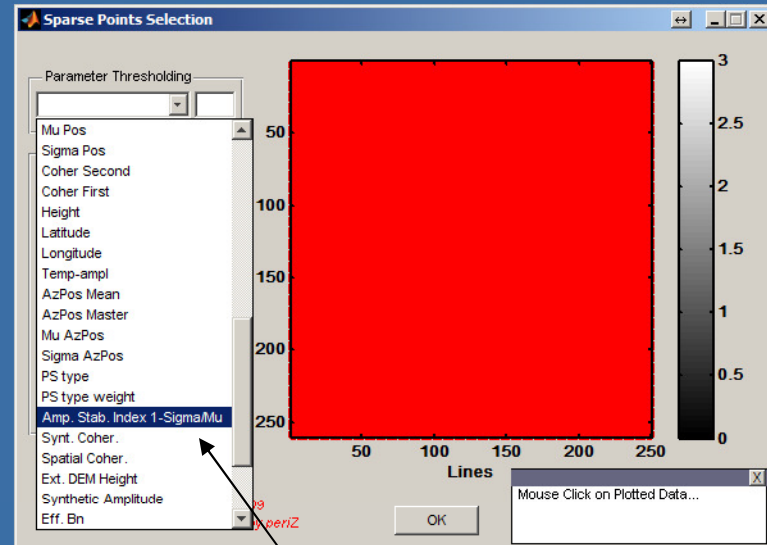 Sparse Points Selection
Parameter Thresholding
Mu Pos
Sigma Pos
Coher Second
Coher First
Height
Latitude
Longitude
Temp-ampl
AzPos Mean
AzPos Master
Mu AzPos
Sigma AzPos
PS type
PS type weight
Amp. Stab. Index 1-Sigma/Mu
Synt. Coher.
Spatial Coher.
Ext. DEM Height
Synthetic Amplitude
Eff. Bn
50
100
150
200
250
50 100 150 200 250
Lines
3
2.5
2
1.5
1
0.5
0
periZ
OK
X
Mouse Click on Plotted Data...